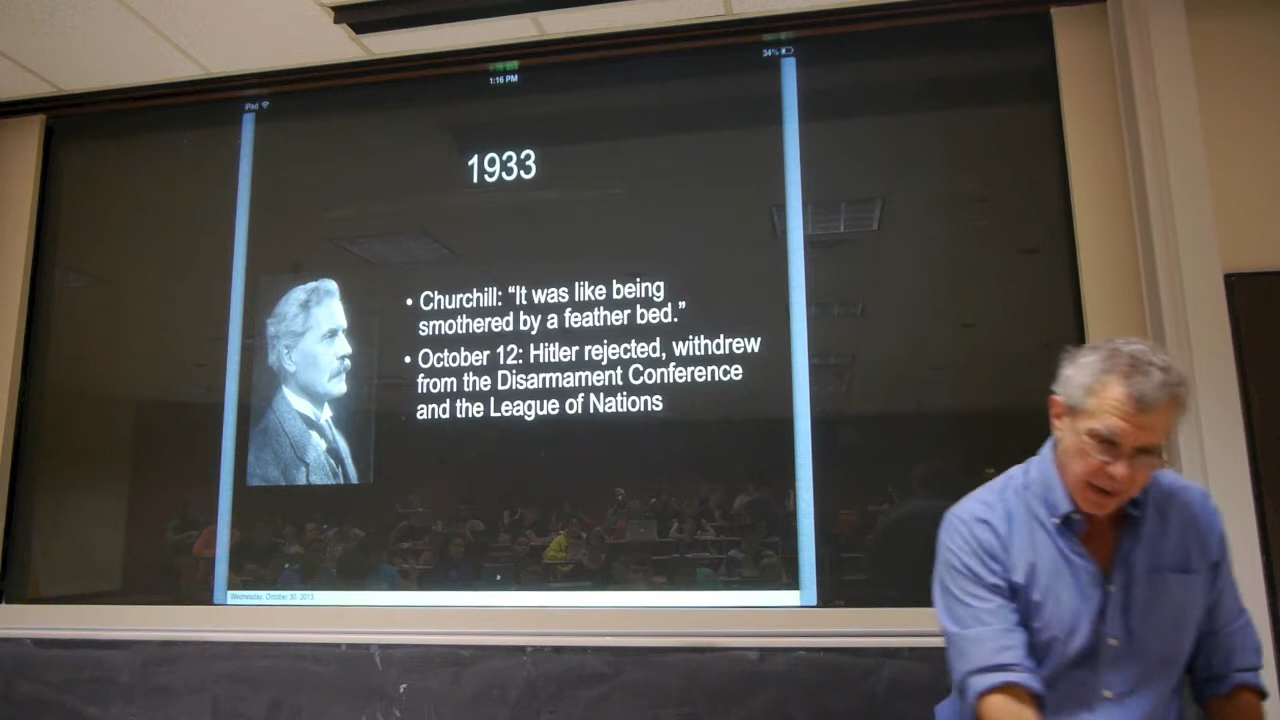 iPad
1:16 PM
34%
1933
• Churchill: “It was like being
smothered by a feather bed.”
• October 12: Hitler rejected, withdrew
from the Disarmament Conference
and the League of Nations
Wednesday, October 30, 2013